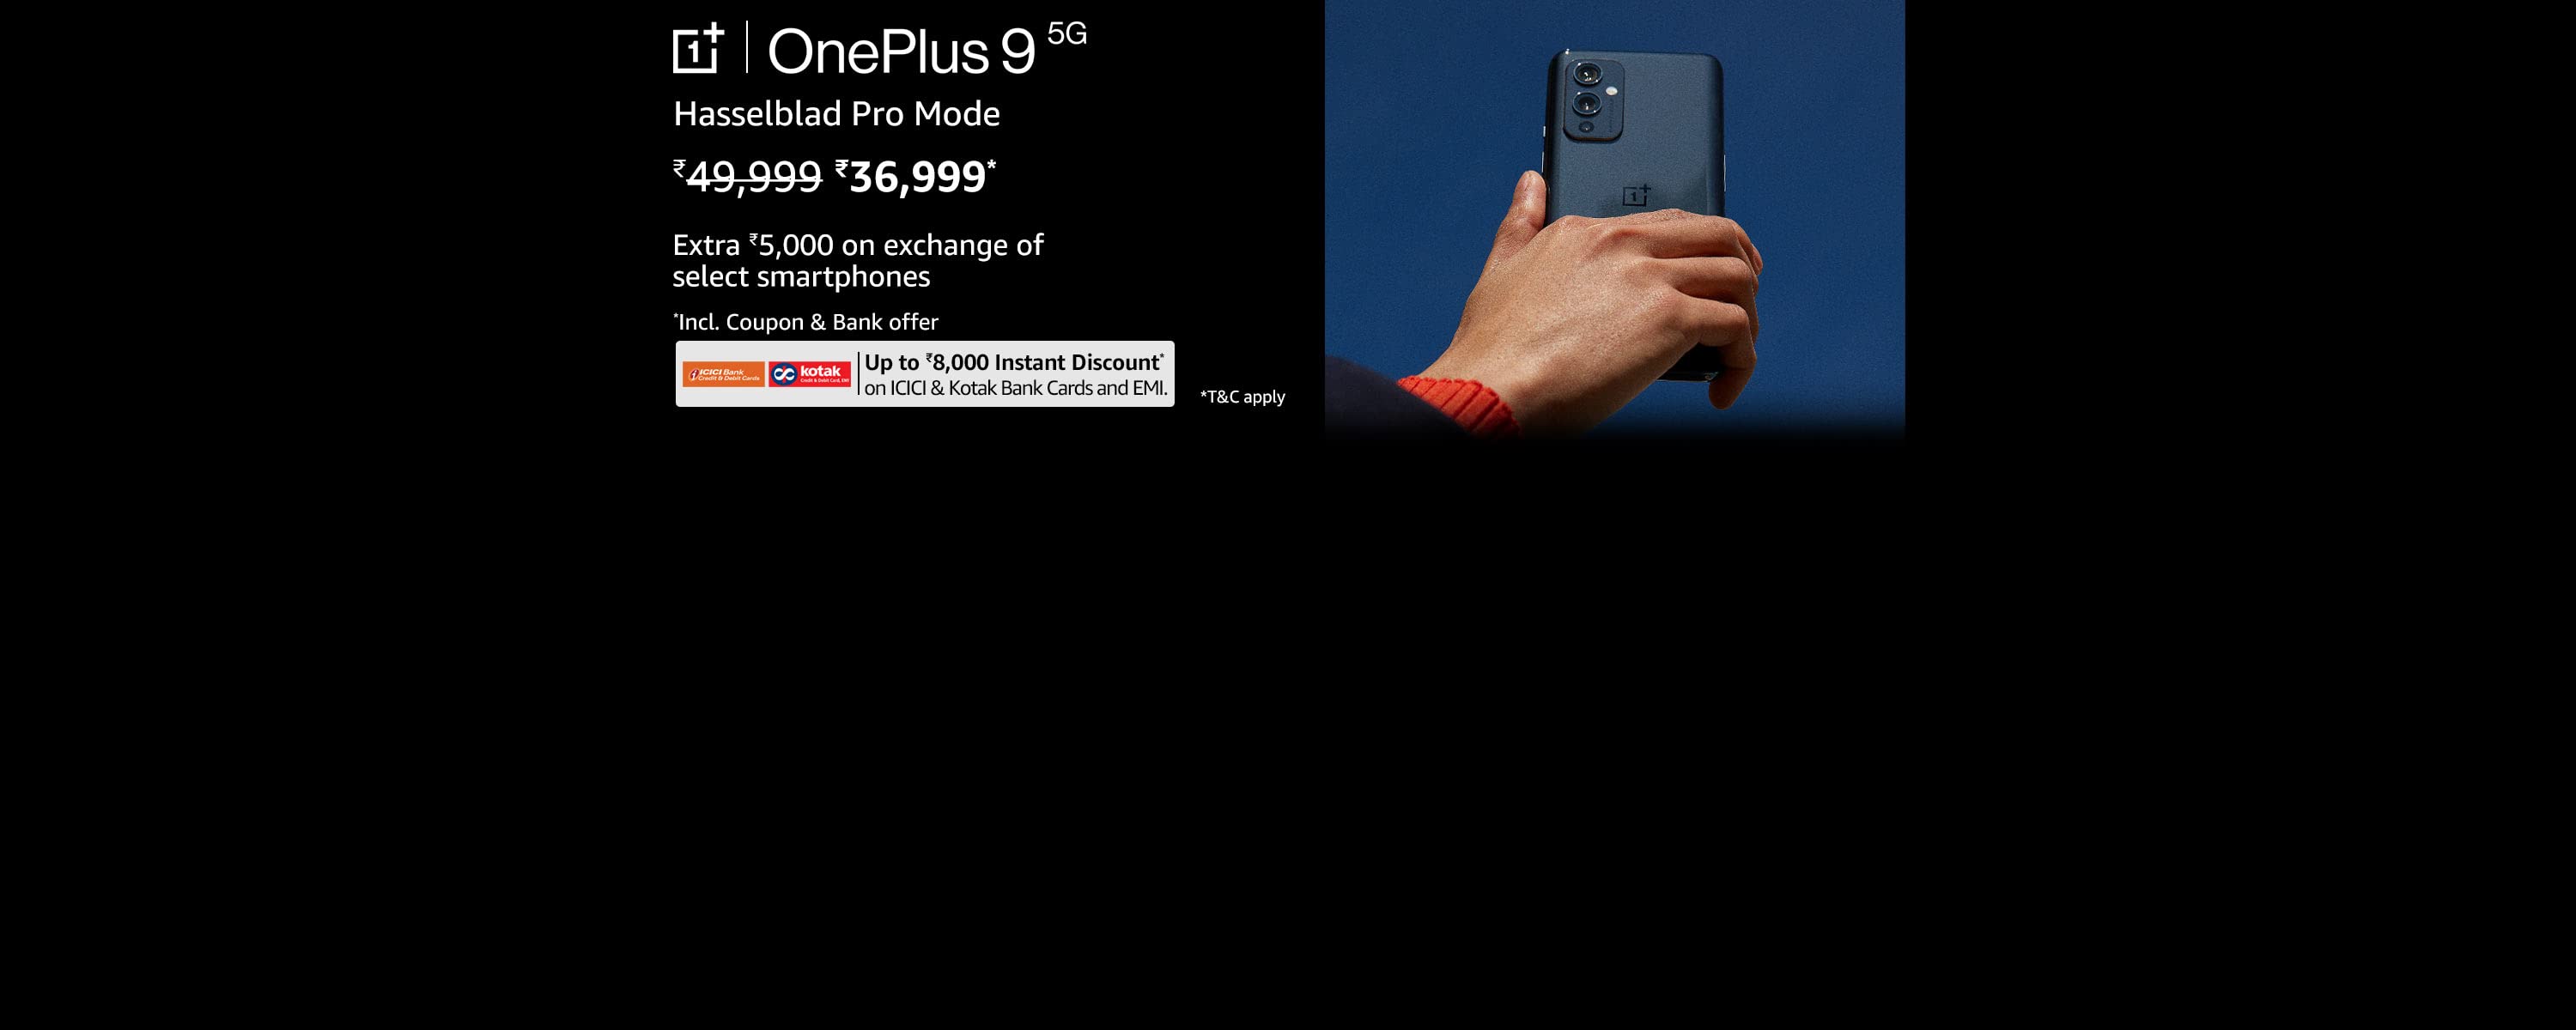 OnePlus 9 5G
Hasselblad Pro Mode
₹49,999 ₹36,999*
Extra ₹5,000 on exchange of
select smartphones
*Incl. Coupon & Bank offer
ICICI Bank
Credit & Debit Cards
kotak
Credit & Debit Card, EMI
Up to ₹8,000 Instant Discount*
on ICICI & Kotak Bank Cards and EMI.
*T&C apply